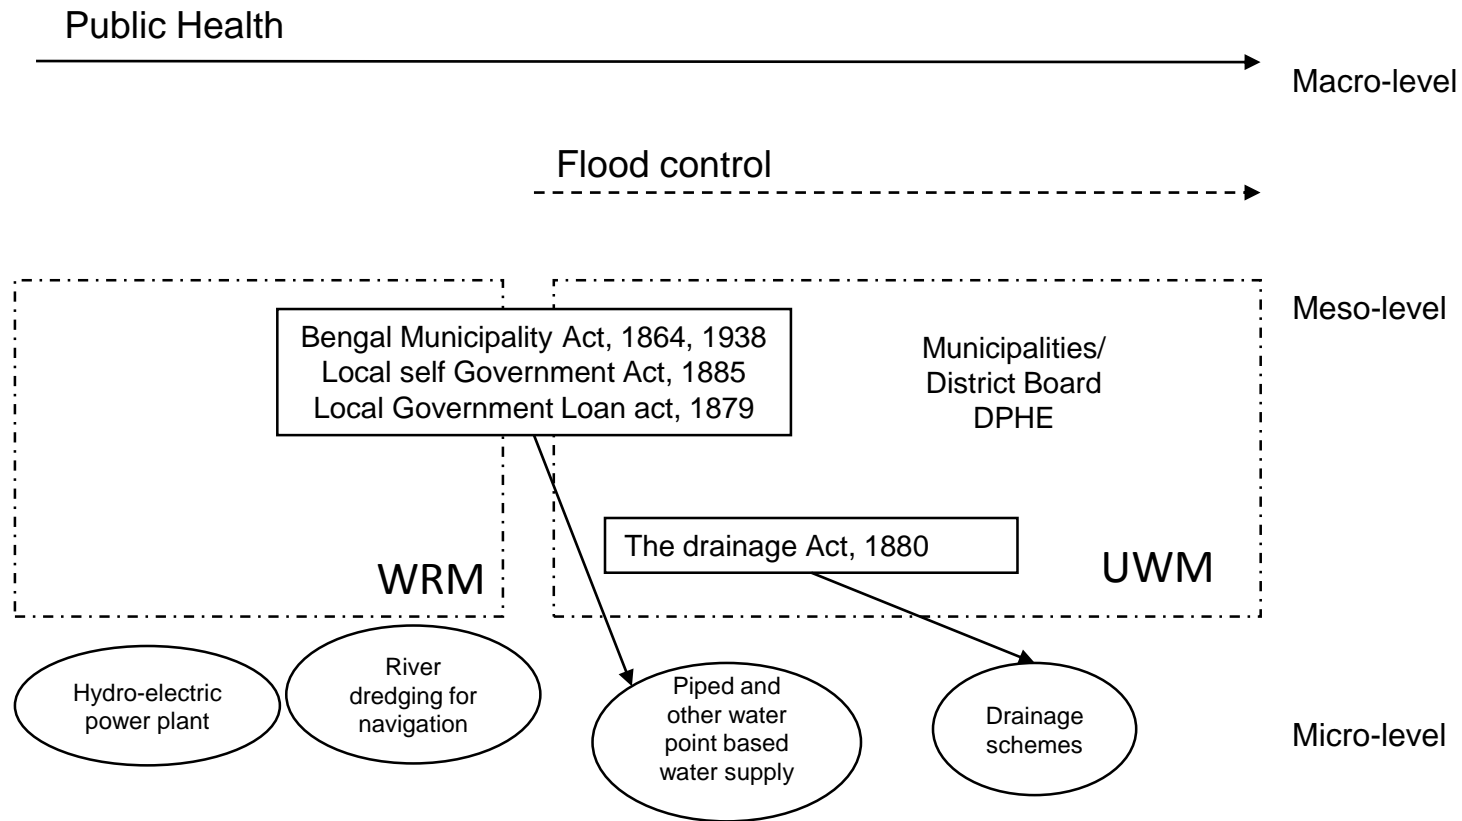 Public Health
Macro-level
Flood control
Meso-level
Bengal Municipality Act, 1864, 1938
Local self Government Act, 1885
Local Government Loan act, 1879
Municipalities/
District Board
DPHE
The drainage Act, 1880
WRM
UWM
Hydro-electric
power plant
River
dredging for
navigation
Piped and
other water
point based
water supply
Drainage
schemes
Micro-level